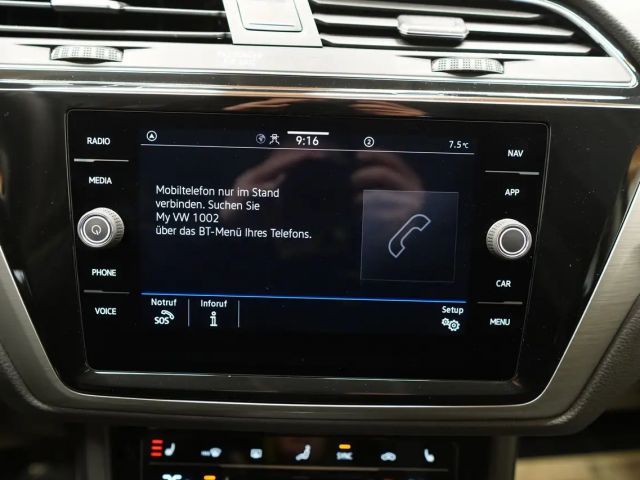 RADIO
MEDIA
PHONE
VOICE
9:16
2
7.5°C
Mobiltelefon nur im Stand
verbinden. Suchen Sie
My VW 1002
über das BT-Menü Ihres Telefons.
Notruf
SOS
Inforuf
i
Setup
NAV
APP
CAR
MENU
SYNC